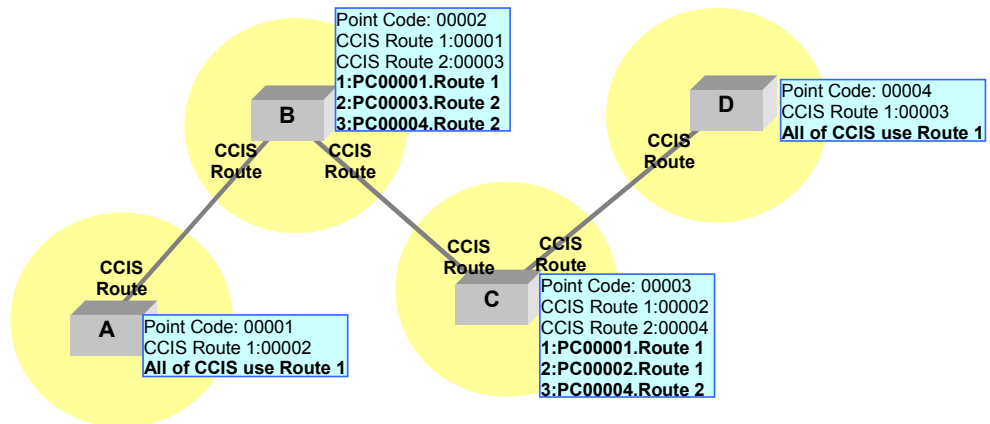 Point Code: 00002
CCIS Route 1:00001
CCIS Route 2:00003
1:PC00001.Route 1
2:PC00003.Route 2
3:PC00004.Route 2
B
CCIS
Route
CCIS
Route
D
Point Code: 00004
CCIS Route 1:00003
All of CCIS use Route 1
CCIS
Route
CCIS
Route
A
Point Code: 00001
CCIS Route 1:00002
All of CCIS use Route 1
CCIS
Route
CCIS
Route
C
Point Code: 00003
CCIS Route 1:00002
CCIS Route 2:00004
1:PC00001.Route 1
2:PC00002.Route 1
3:PC00004.Route 2